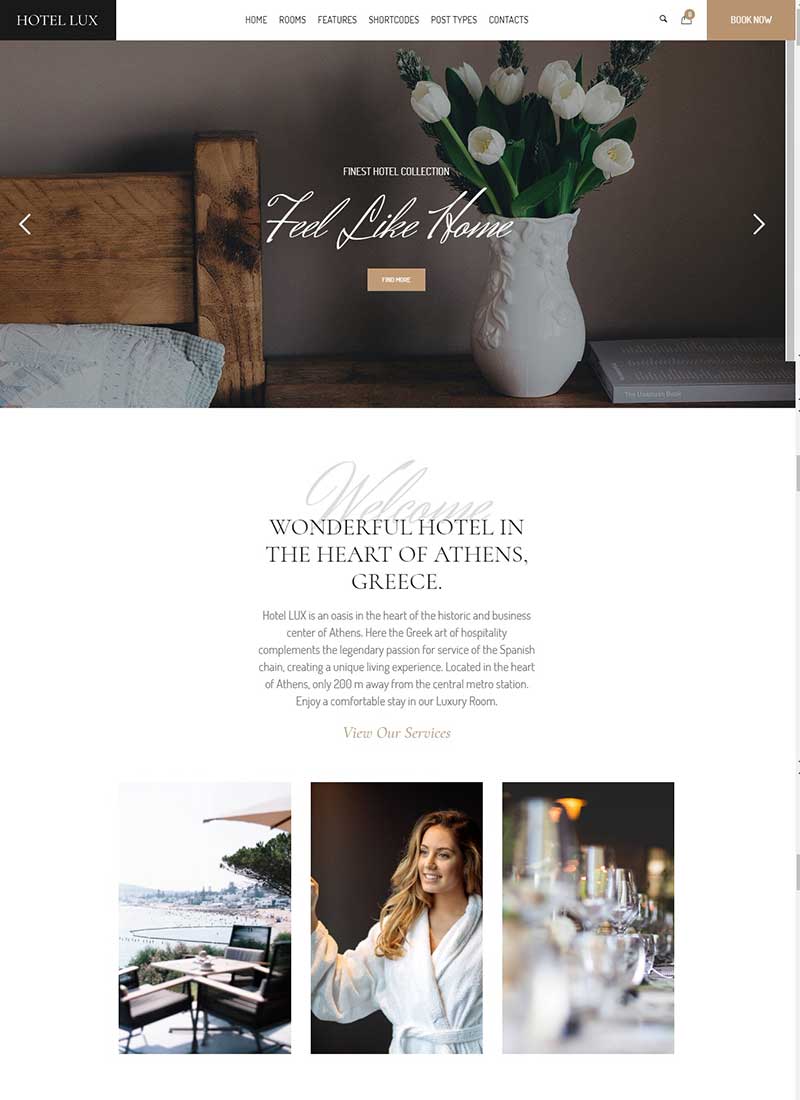 HOTEL LUX
HOME ROOMS FEATURES SHORTCODES POST TYPES CONTACTS
0
BOOK NOW
FINEST HOTEL COLLECTION
Feel Like Home
FIND MORE
The Unsplash Book
Welcome
WONDERFUL HOTEL IN
THE HEART OF ATHENS,
GREECE.
Hotel LUX is an oasis in the heart of the historic and business
center of Athens. Here the Greek art of hospitality
complements the legendary passion for service of the Spanish
chain, creating a unique living experience. Located in the heart
of Athens, only 200 m away from the central metro station.
Enjoy a comfortable stay in our Luxury Room.
View Our Services